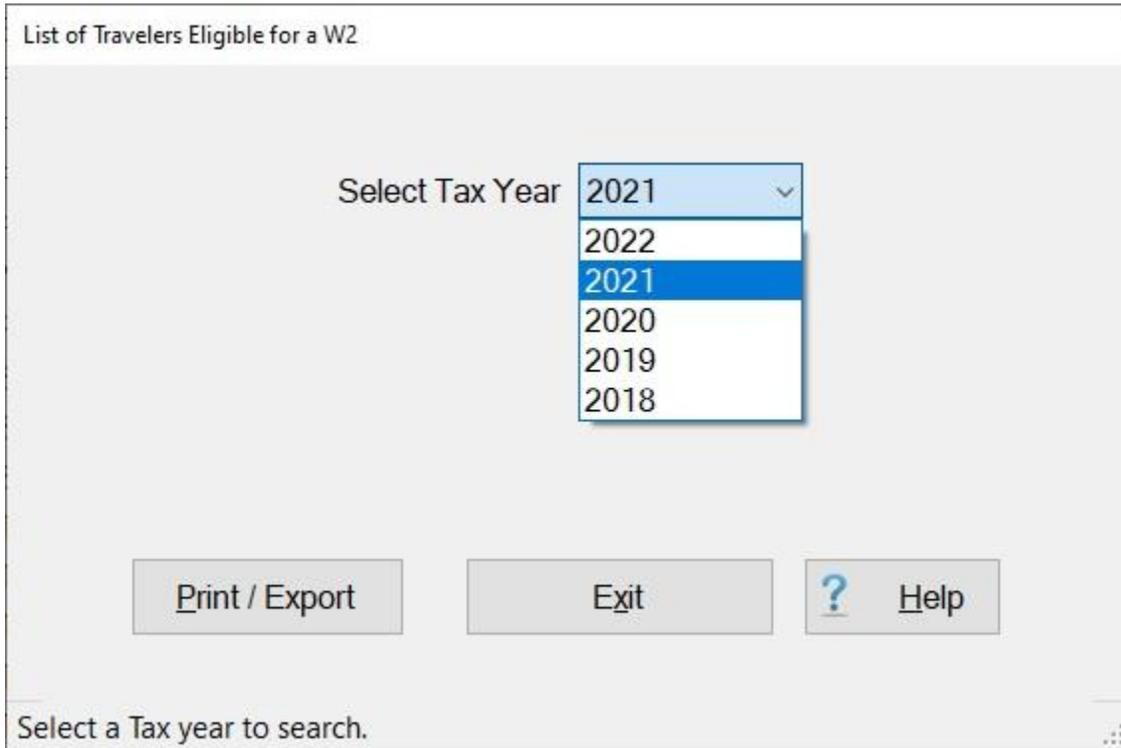 List of Travelers Eligible for a W2
Select Tax Year 2021
2022
2021
2020
2019
2018
Print / Export Exit ? Help
Select a Tax year to search.